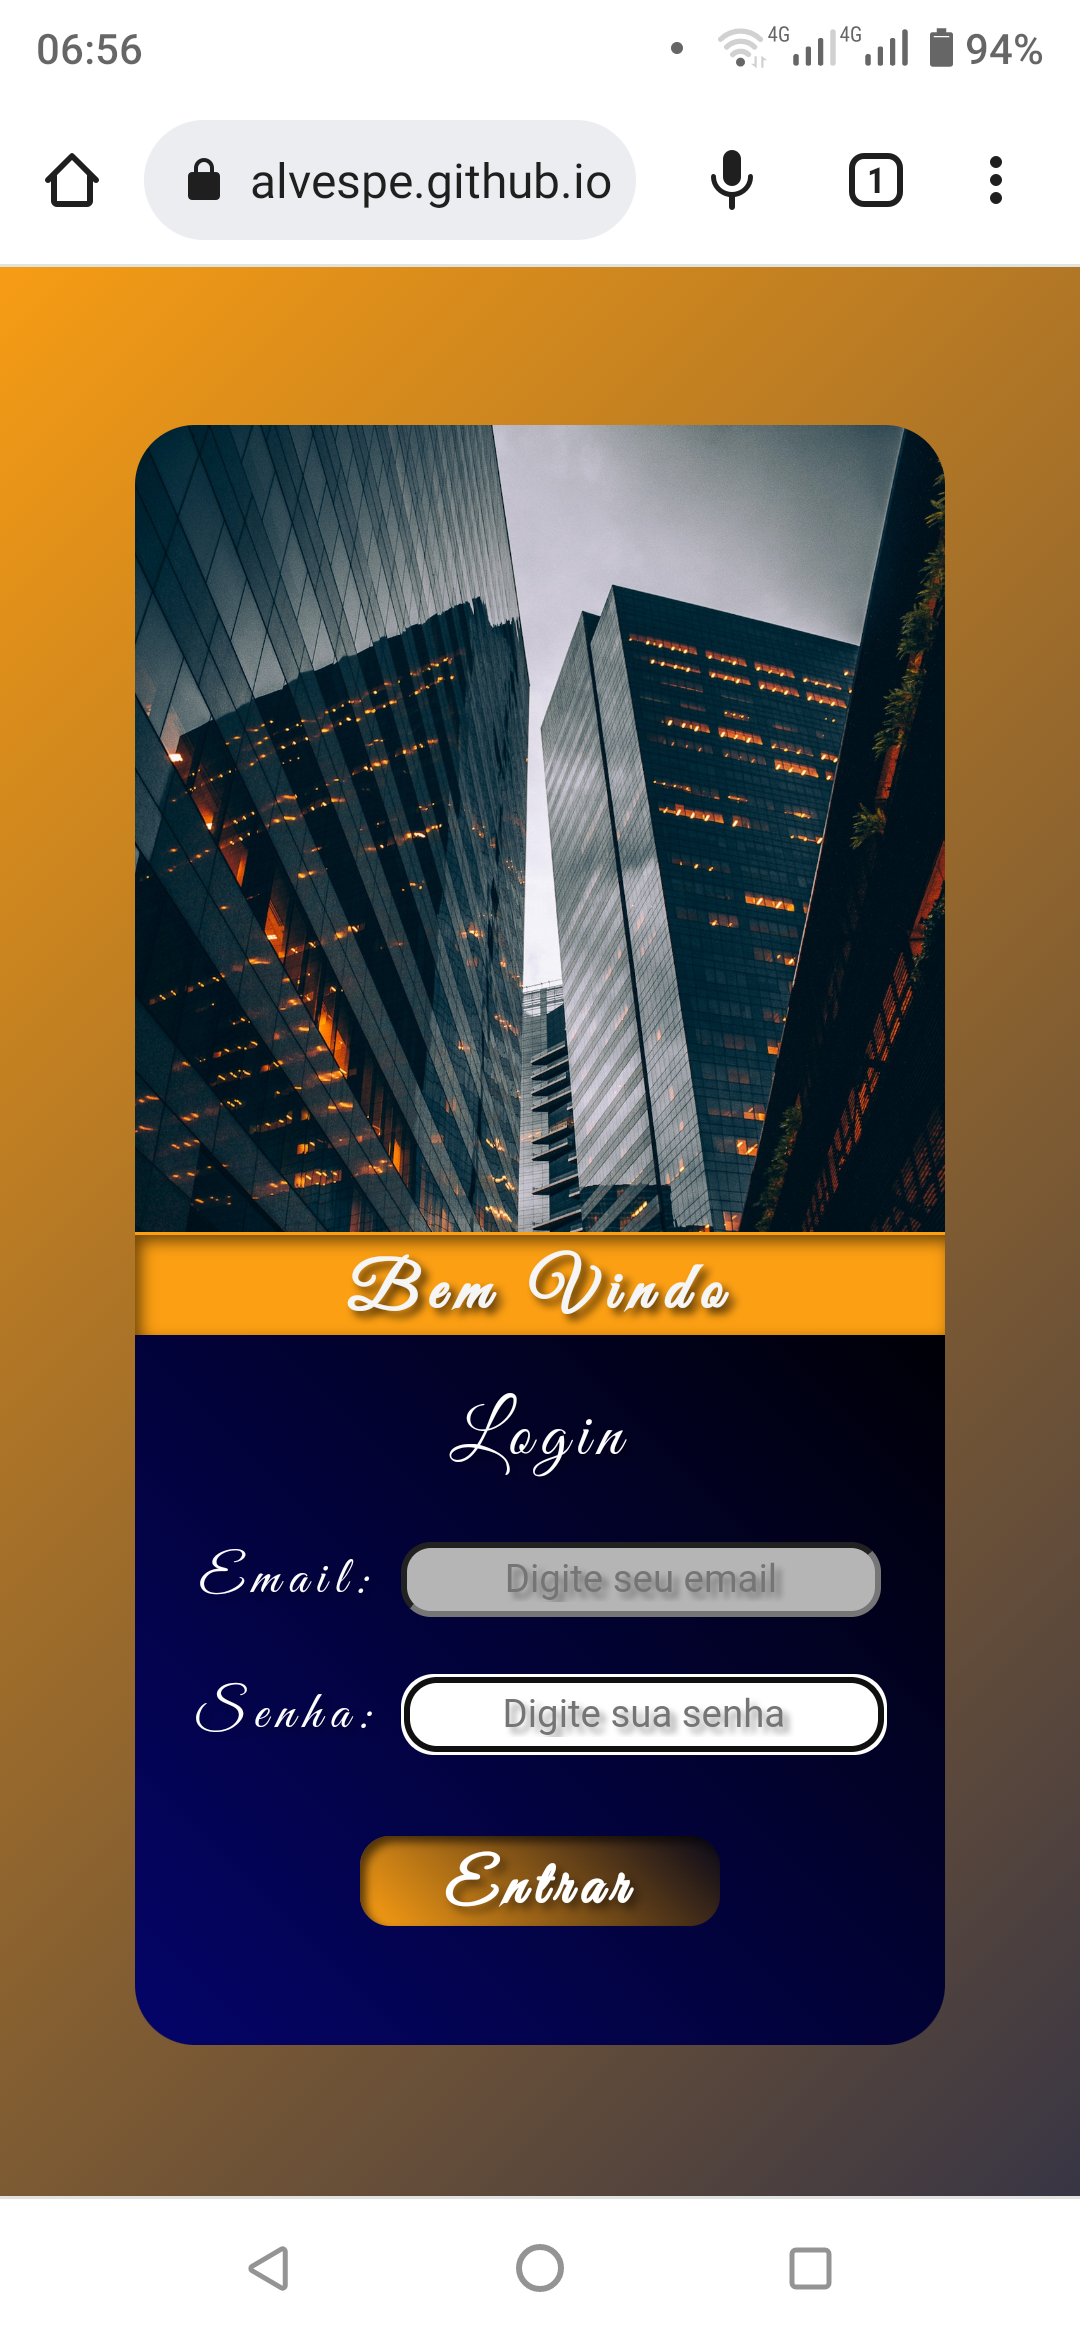 06:56
4G 4G 94%
alvespe.github.io
1
Bem Vindo
Login
Email: Digite seu email
Senha: Digite sua senha
Entrar